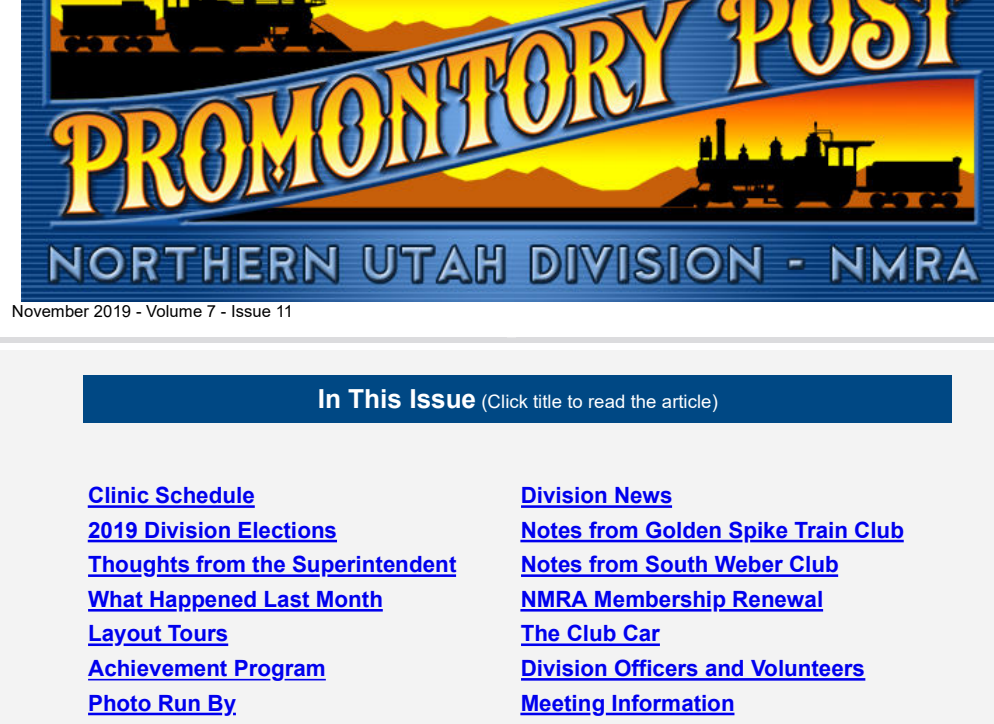 PROMONTORY POST
NORTHERN UTAH DIVISION - NMRA
November 2019 - Volume 7 - Issue 11
In This Issue (Click title to read the article)
Clinic Schedule
2019 Division Elections
Thoughts from the Superintendent
What Happened Last Month
Layout Tours
Achievement Program
Photo Run By
Division News
Notes from Golden Spike Train Club
Notes from South Weber Club
NMRA Membership Renewal
The Club Car
Division Officers and Volunteers
Meeting Information